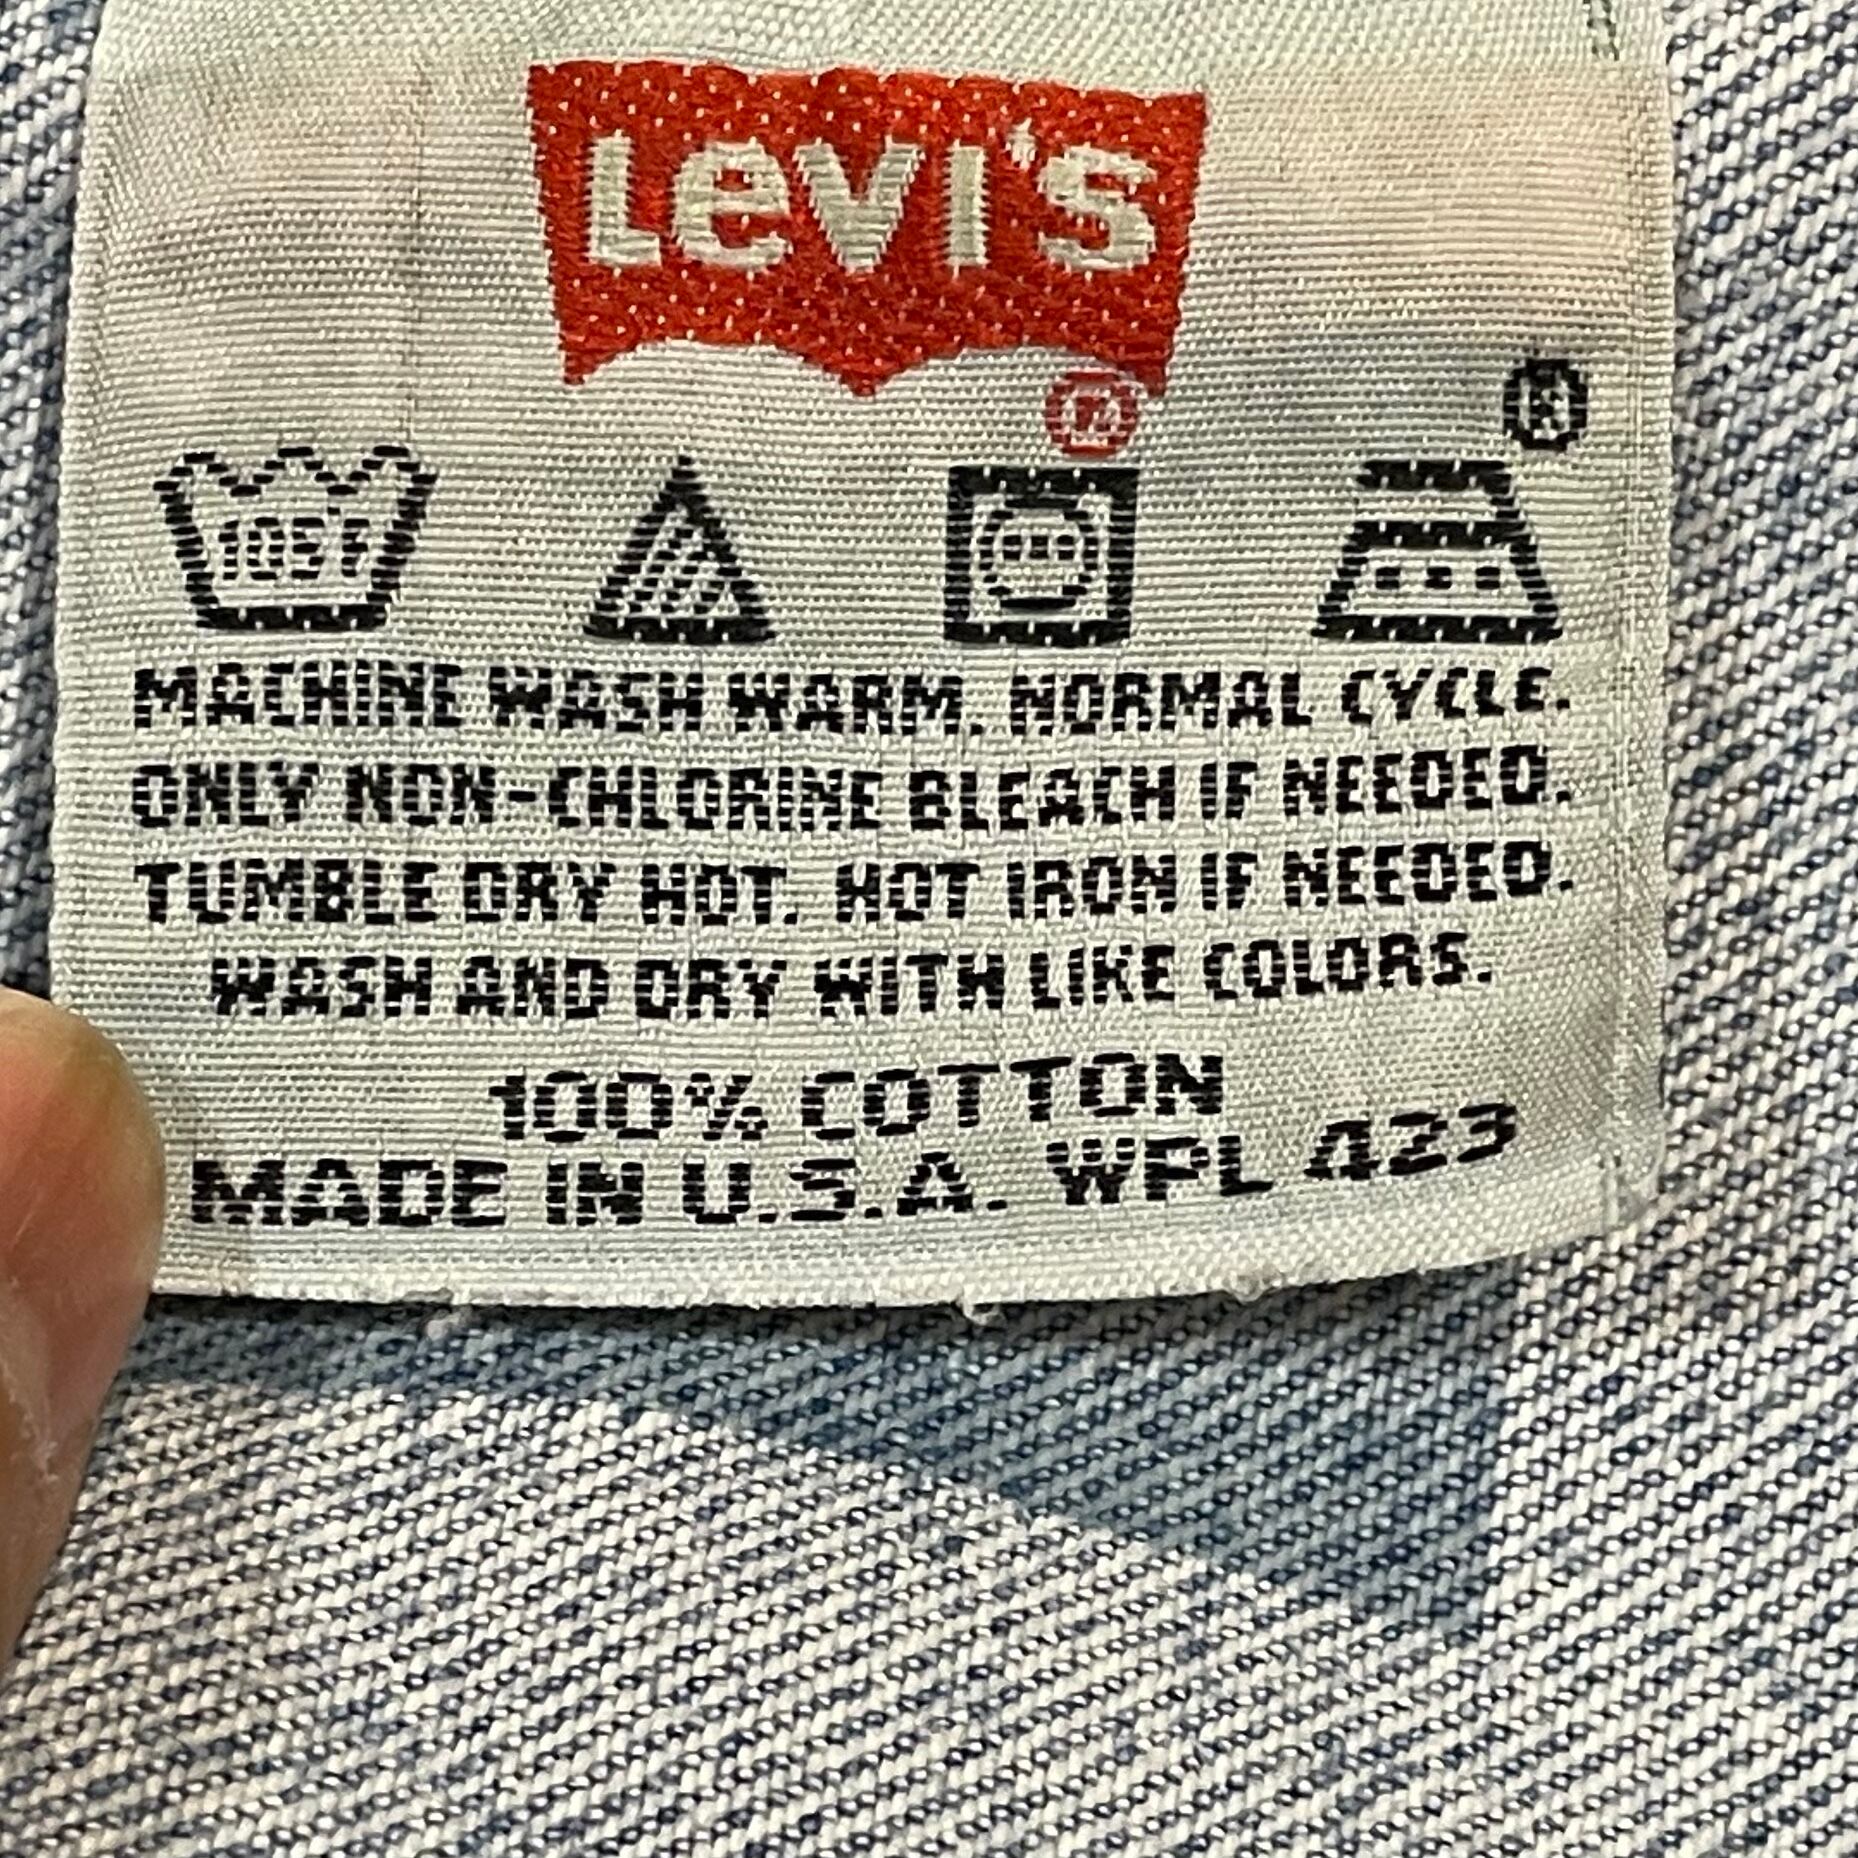 Levi's
®
®
105°F
MACHINE WASH WARM. NORMAL CYCLE.
ONLY NON-CHLORINE BLEACH IF NEEDED.
TUMBLE DRY HOT. HOT IRON IF NEEDED.
WASH AND DRY WITH LIKE COLORS.
100% COTTON
MADE IN U.S.A. WPL 423